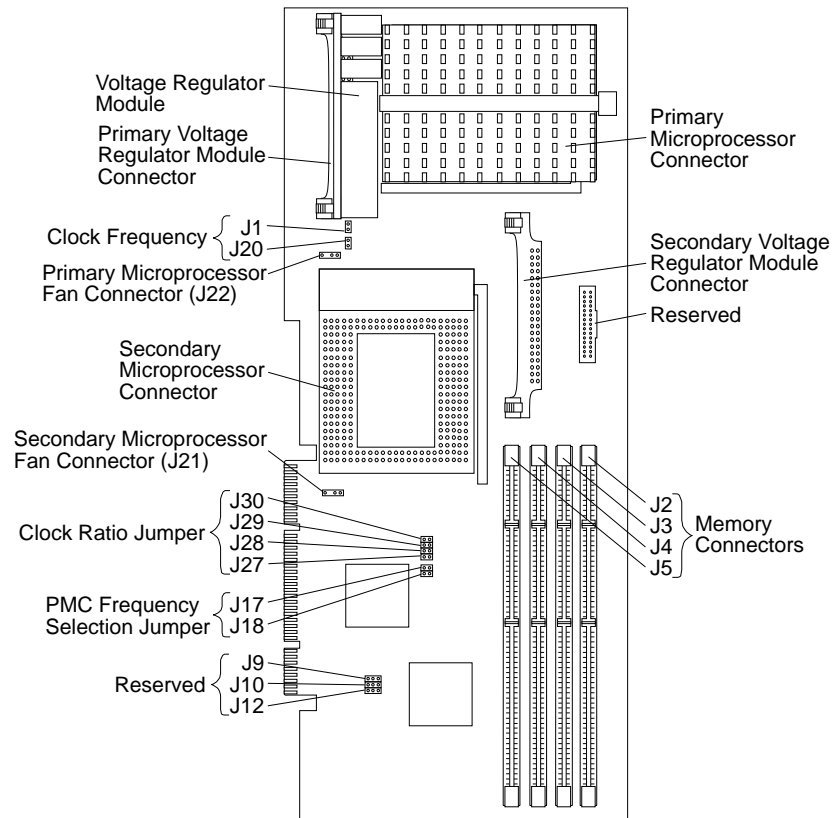 Voltage Regulator
Module
Primary Voltage
Regulator Module
Connector
Primary
Microprocessor
Connector
Clock Frequency
J1
J20
Primary Microprocessor
Fan Connector (J22)
Secondary Voltage
Regulator Module
Connector
Reserved
Secondary
Microprocessor
Connector
Secondary Microprocessor
Fan Connector (J21)
Clock Ratio Jumper
J30
J29
J28
J27
J2
J3
J4
J5
Memory
Connectors
PMC Frequency
Selection Jumper
J17
J18
Reserved
J9
J10
J12